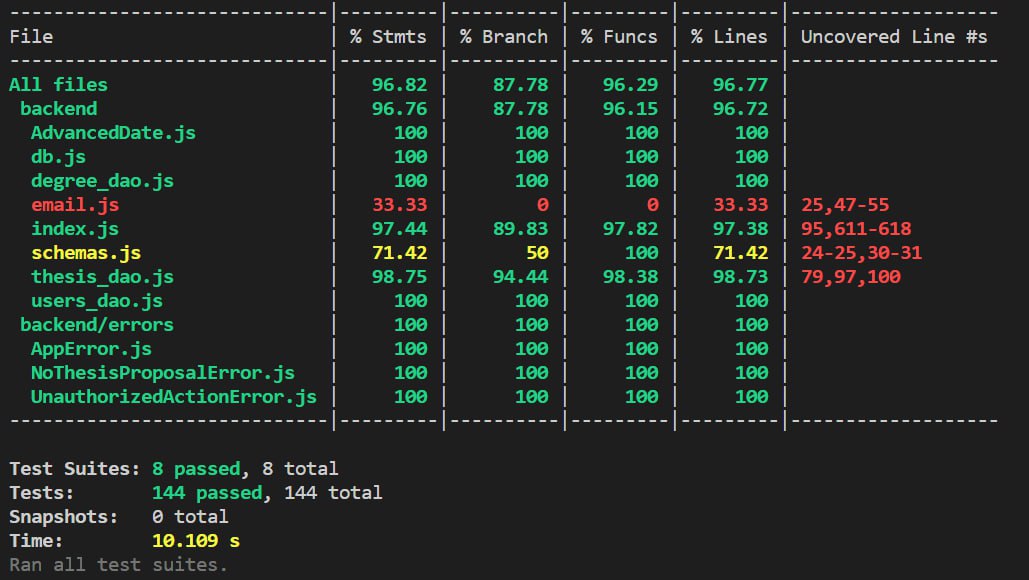 -----------------------------|---------|----------|---------|---------|-------------------
File                         | % Stmts | % Branch | % Funcs | % Lines | Uncovered Line #s
-----------------------------|---------|----------|---------|---------|-------------------
All files                    |   96.82 |    87.78 |   96.29 |   96.77 |
 backend                     |   96.76 |    87.78 |   96.15 |   96.72 |
  AdvancedDate.js            |     100 |      100 |     100 |     100 |
  db.js                      |     100 |      100 |     100 |     100 |
  degree_dao.js              |     100 |      100 |     100 |     100 |
  email.js                   |   33.33 |        0 |       0 |   33.33 | 25,47-55
  index.js                   |   97.44 |    89.83 |   97.82 |   97.38 | 95,611-618
  schemas.js                 |   71.42 |       50 |     100 |   71.42 | 24-25,30-31
  thesis_dao.js              |   98.75 |    94.44 |   98.38 |   98.73 | 79,97,100
  users_dao.js               |     100 |      100 |     100 |     100 |
 backend/errors              |     100 |      100 |     100 |     100 |
  AppError.js                |     100 |      100 |     100 |     100 |
  NoThesisProposalError.js   |     100 |      100 |     100 |     100 |
  UnauthorizedActionError.js |     100 |      100 |     100 |     100 |
-----------------------------|---------|----------|---------|---------|-------------------
Test Suites: 8 passed, 8 total
Tests:       144 passed, 144 total
Snapshots:   0 total
Time:        10.109 s
Ran all test suites.